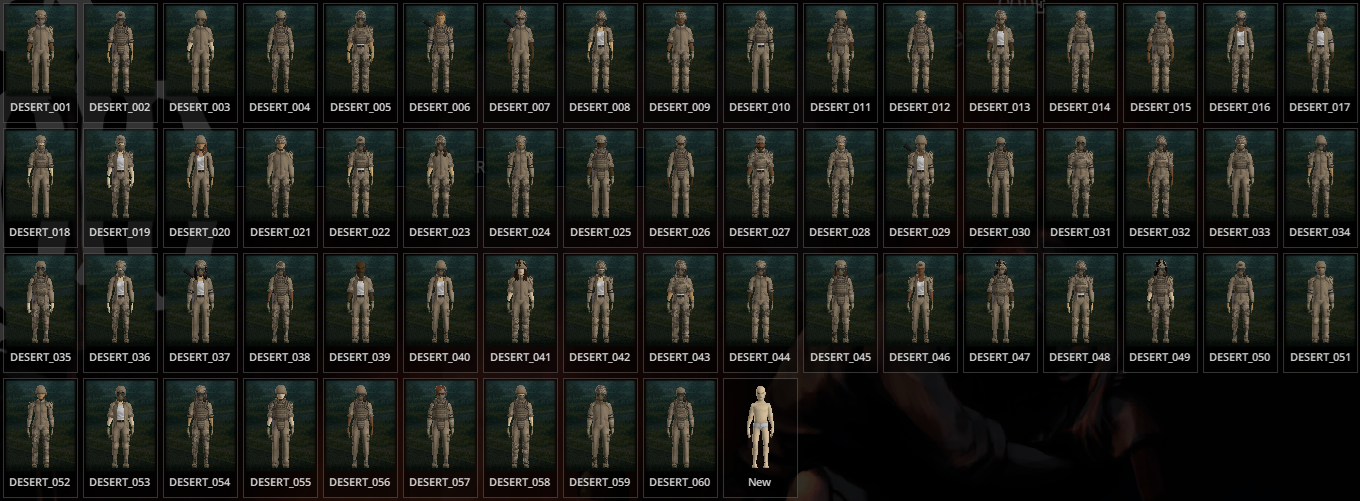 DESERT_001 DESERT_002 DESERT_003 DESERT_004 DESERT_005 DESERT_006 DESERT_007 DESERT_008 DESERT_009 DESERT_010 DESERT_011 DESERT_012 DESERT_013 DESERT_014 DESERT_015 DESERT_016 DESERT_017
DESERT_018 DESERT_019 DESERT_020 DESERT_021 DESERT_022 DESERT_023 DESERT_024 DESERT_025 DESERT_026 DESERT_027 DESERT_028 DESERT_029 DESERT_030 DESERT_031 DESERT_032 DESERT_033 DESERT_034
DESERT_035 DESERT_036 DESERT_037 DESERT_038 DESERT_039 DESERT_040 DESERT_041 DESERT_042 DESERT_043 DESERT_044 DESERT_045 DESERT_046 DESERT_047 DESERT_048 DESERT_049 DESERT_050 DESERT_051
DESERT_052 DESERT_053 DESERT_054 DESERT_055 DESERT_056 DESERT_057 DESERT_058 DESERT_059 DESERT_060 New